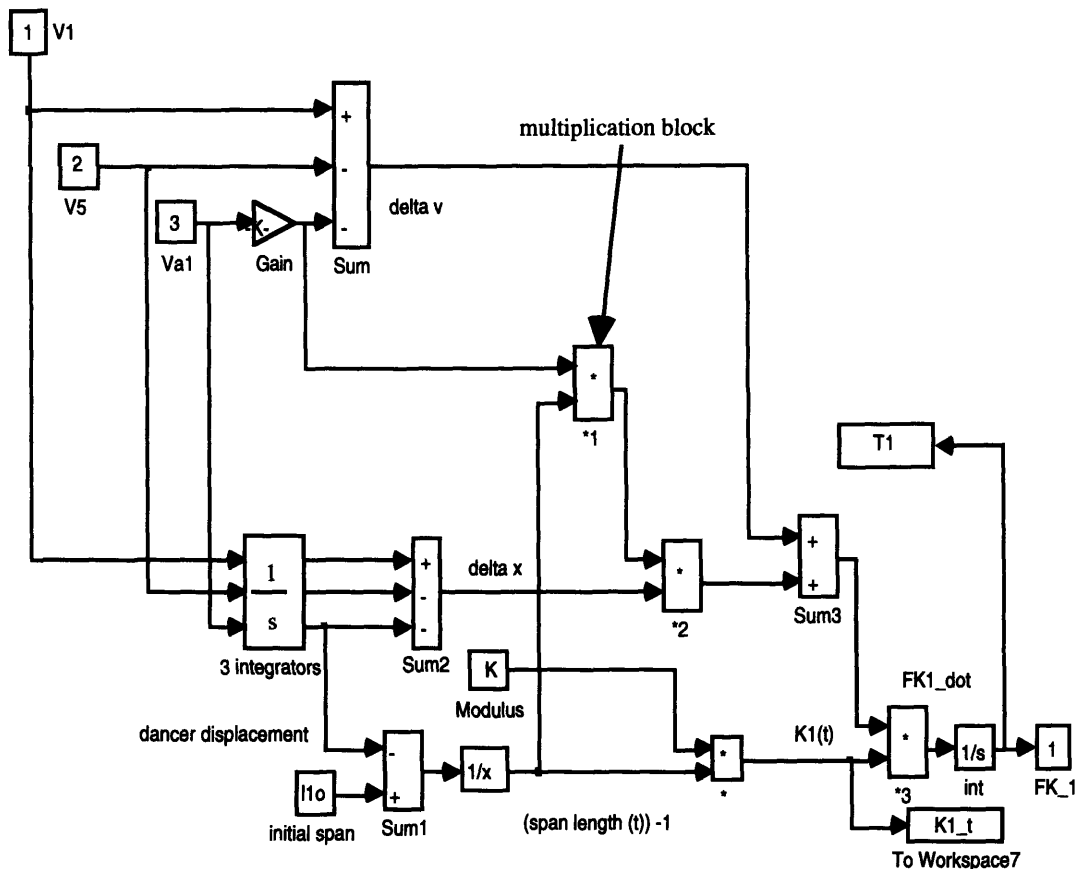 1
V1
+
multiplication block
2
-
V5
delta v
3
-K-
-
Va1
Gain
Sum
*
*1
T1
1
s
+
-
-
delta x
*
+
+
*2
Sum3
3 integrators
Sum2
K
Modulus
FK1_dot
dancer displacement
K1(t)
-
+
1/x
*
*
*
1/s
1
l1o
*3
int
FK_1
initial span
Sum1
(span length (t)) -1
K1_t
To Workspace7